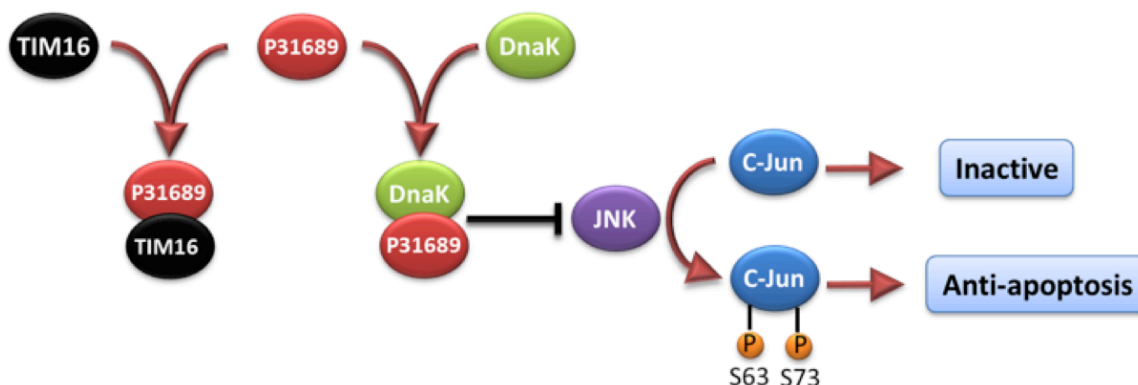 TIM16
P31689
DnaK
C-Jun
Inactive
P31689
TIM16
DnaK
P31689
JNK
C-Jun
Anti-apoptosis
P
P
S63
S73